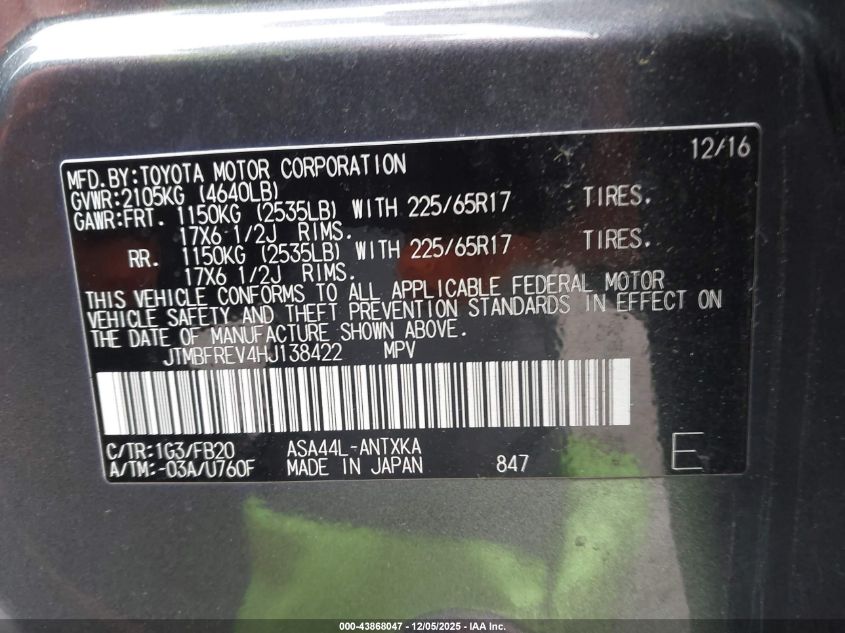 12/16
MFD.BY:TOYOTA MOTOR CORPORATION
GVWR:2105KG (4640LB)
GAWR:FRT. 1150KG (2535LB) WITH 225/65R17 TIRES.
17X6 1/2J RIMS.
RR. 1150KG (2535LB) WITH 225/65R17 TIRES.
17X6 1/2J RIMS.
THIS VEHICLE CONFORMS TO ALL APPLICABLE FEDERAL MOTOR
VEHICLE SAFETY AND THEFT PREVENTION STANDARDS IN EFFECT ON
THE DATE OF MANUFACTURE SHOWN ABOVE.
JTMBFREV4HJ138422 MPV
C/TR:1G3/FB20 ASA44L-ANTXKA
A/TM:-03A/U760F MADE IN JAPAN 847 E
000-43868047 - 12/05/2025 - IAA Inc.